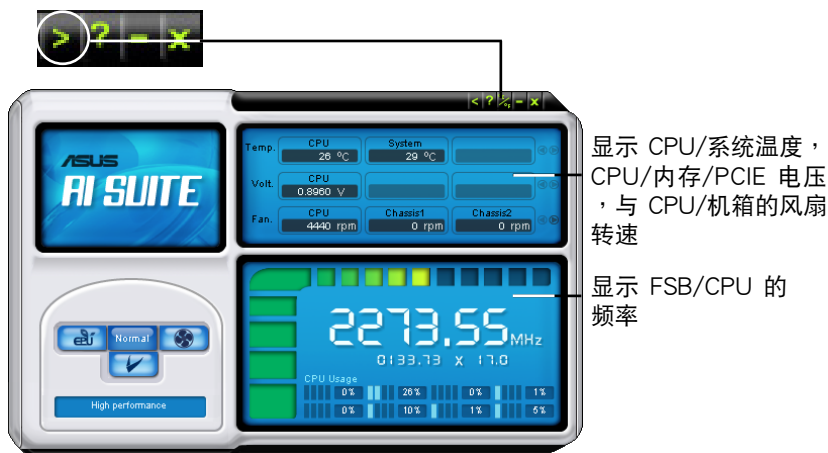 > ? - x
< ? °C/°F - x
ASUS
AI SUITE
Temp. CPU 26 °C System 29 °C
Volt. CPU 0.8960 V
Fan. CPU 4440 rpm Chassis1 0 rpm Chassis2 0 rpm
显示 CPU/系统温度，
CPU/内存/PCIE 电压
，与 CPU/机箱的风扇
转速
显示 FSB/CPU 的
频率
2273.55 MHz
0133.73 X 17.0
CPU Usage
0% 26% 0% 1%
0% 10% 1% 5%
Normal
High performance